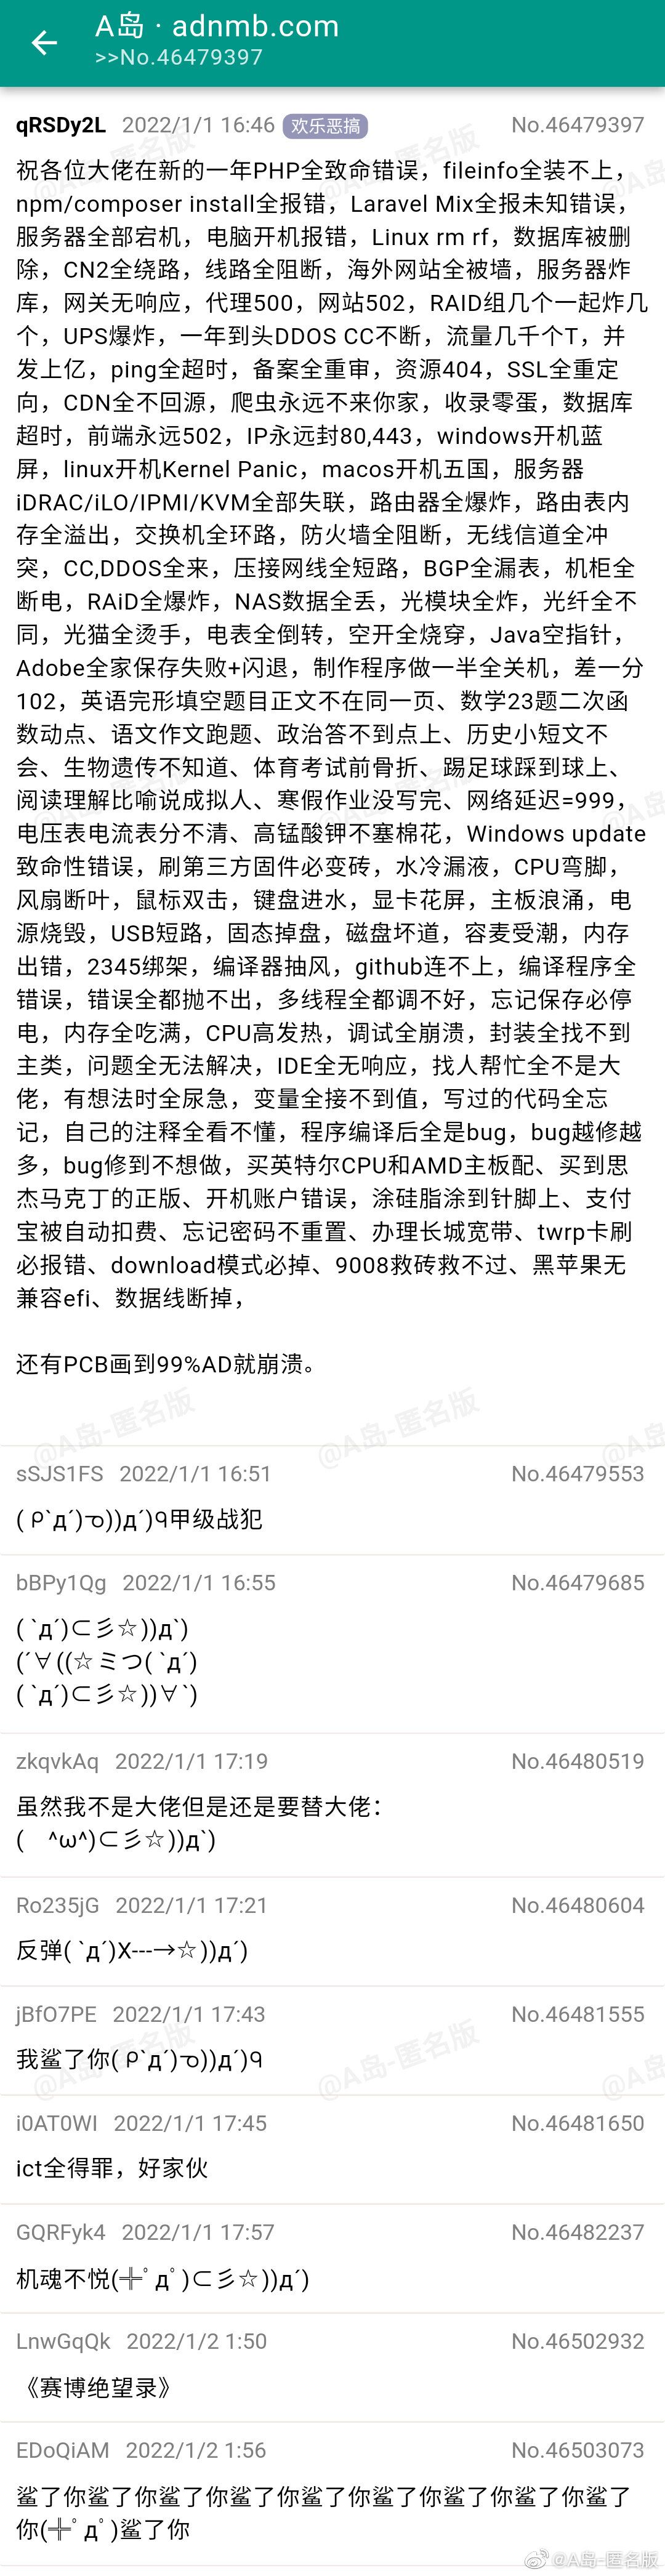 A岛 · adnmb.com
>>No.46479397
qRSDy2L 2022/1/1 16:46 欢乐恶搞 No.46479397
祝各位大佬在新的一年PHP全致命错误，fileinfo全装不上，
npm/composer install全报错，Laravel Mix全报未知错误，
服务器全部宕机，电脑开机报错，Linux rm rf，数据库被删
除，CN2全绕路，线路全阻断，海外网站全被墙，服务器炸
库，网关无响应，代理500，网站502，RAID组几个一起炸几
个，UPS爆炸，一年到头DDOS CC不断，流量几千个T，并
发上亿，ping全超时，备案全重审，资源404，SSL全重定
向，CDN全不回源，爬虫永远不来你家，收录零蛋，数据库
超时，前端永远502，IP永远封80,443，windows开机蓝
屏，linux开机Kernel Panic，macos开机五国，服务器
iDRAC/iLO/IPMI/KVM全部失联，路由器全爆炸，路由表内
存全溢出，交换机全环路，防火墙全阻断，无线信道全冲
突，CC,DDOS全来，压接网线全短路，BGP全漏表，机柜全
断电，RAiD全爆炸，NAS数据全丢，光模块全炸，光纤全不
同，光猫全烫手，电表全倒转，空开全烧穿，Java空指针，
Adobe全家保存失败+闪退，制作程序做一半全关机，差一分
102，英语完形填空题目正文不在同一页、数学23题二次函
数动点、语文作文跑题、政治答不到点上、历史小短文不
会、生物遗传不知道、体育考试前骨折、踢足球踩到球上、
阅读理解比喻说成拟人、寒假作业没写完、网络延迟=999，
电压表电流表分不清、高锰酸钾不塞棉花，Windows update
致命性错误，刷第三方固件必变砖，水冷漏液，CPU弯脚，
风扇断叶，鼠标双击，键盘进水，显卡花屏，主板浪涌，电
源烧毁，USB短路，固态掉盘，磁盘坏道，容麦受潮，内存
出错，2345绑架，编译器抽风，github连不上，编译程序全
错误，错误全都抛不出，多线程全都调不好，忘记保存必停
电，内存全吃满，CPU高发热，调试全崩溃，封装全找不到
主类，问题全无法解决，IDE全无响应，找人帮忙全不是大
佬，有想法时全尿急，变量全接不到值，写过的代码全忘
记，自己的注释全看不懂，程序编译后全是bug，bug越修越
多，bug修到不想做，买英特尔CPU和AMD主板配、买到思
杰马克丁的正版、开机账户错误，涂硅脂涂到针脚上、支付
宝被自动扣费、忘记密码不重置、办理长城宽带、twrp卡刷
必报错、download模式必掉、9008救砖救不过、黑苹果无
兼容efi、数据线断掉，
还有PCB画到99%AD就崩溃。
sSJS1FS 2022/1/1 16:51 No.46479553
( ᑭ`д´)ᓀ))д´)ᑫ甲级战犯
bBPy1Qg 2022/1/1 16:55 No.46479685
( `д´)⊂彡☆))д`)
(´∀((☆ミつ( `д´)
( `д´)⊂彡☆))∀`)
zkqvkAq 2022/1/1 17:19 No.46480519
虽然我不是大佬但是还是要替大佬：
(　^ω^)⊂彡☆))д`)
Ro235jG 2022/1/1 17:21 No.46480604
反弹( `д´)X---→☆))д´)
jBfO7PE 2022/1/1 17:43 No.46481555
我鲨了你( ᑭ`д´)ᓀ))д´)ᑫ
i0AT0WI 2022/1/1 17:45 No.46481650
ict全得罪，好家伙
GQRFyk4 2022/1/1 17:57 No.46482237
机魂不悦(╬ﾟдﾟ)⊂彡☆))д´)
LnwGqQk 2022/1/2 1:50 No.46502932
《赛博绝望录》
EDoQiAM 2022/1/2 1:56 No.46503073
鲨了你鲨了你鲨了你鲨了你鲨了你鲨了你鲨了你鲨了你鲨了
你(╬ﾟдﾟ)鲨了你
@A岛-匿名版